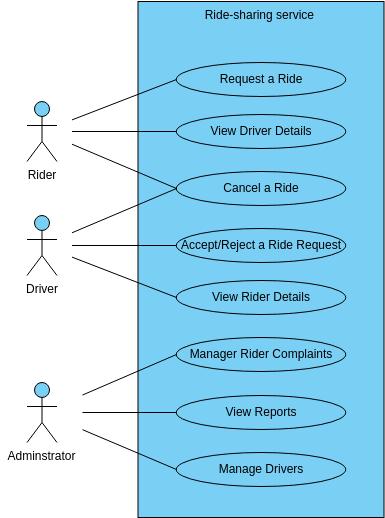 Ride-sharing service
Request a Ride
View Driver Details
Rider
Cancel a Ride
Accept/Reject a Ride Request
Driver
View Rider Details
Manager Rider Complaints
View Reports
Adminstrator
Manage Drivers